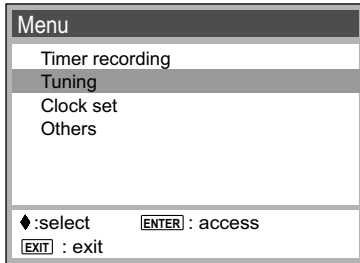 Menu
Timer recording
Tuning
Clock set
Others
♦:select ENTER : access
EXIT : exit